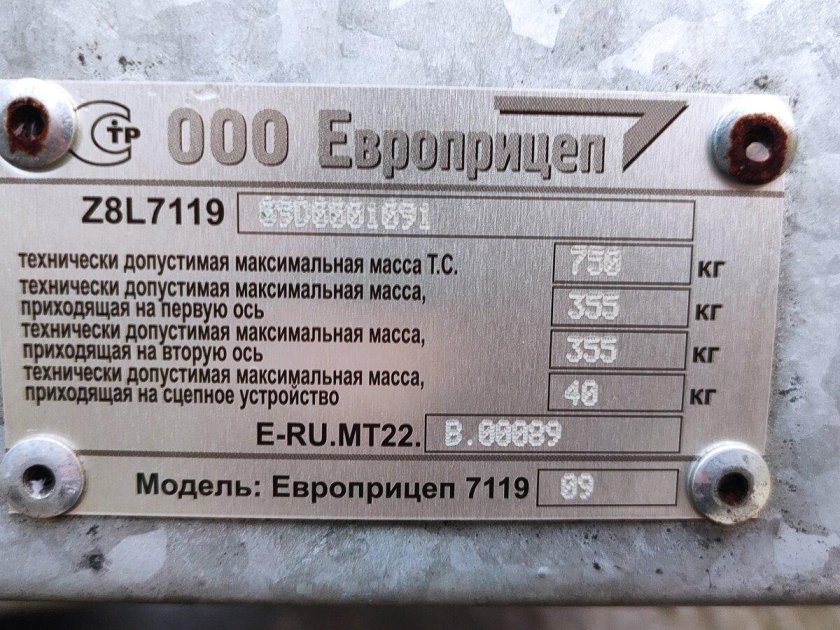 тр ООО Европрицеп
Z8L7119 09D0001091
технически допустимая максимальная масса Т.С. 750 кг
технически допустимая максимальная масса,
приходящая на первую ось 355 кг
технически допустимая максимальная масса,
приходящая на вторую ось 355 кг
технически допустимая максимальная масса,
приходящая на сцепное устройство 40 кг
E-RU.MT22. B.00089
Модель: Европрицеп 7119 09